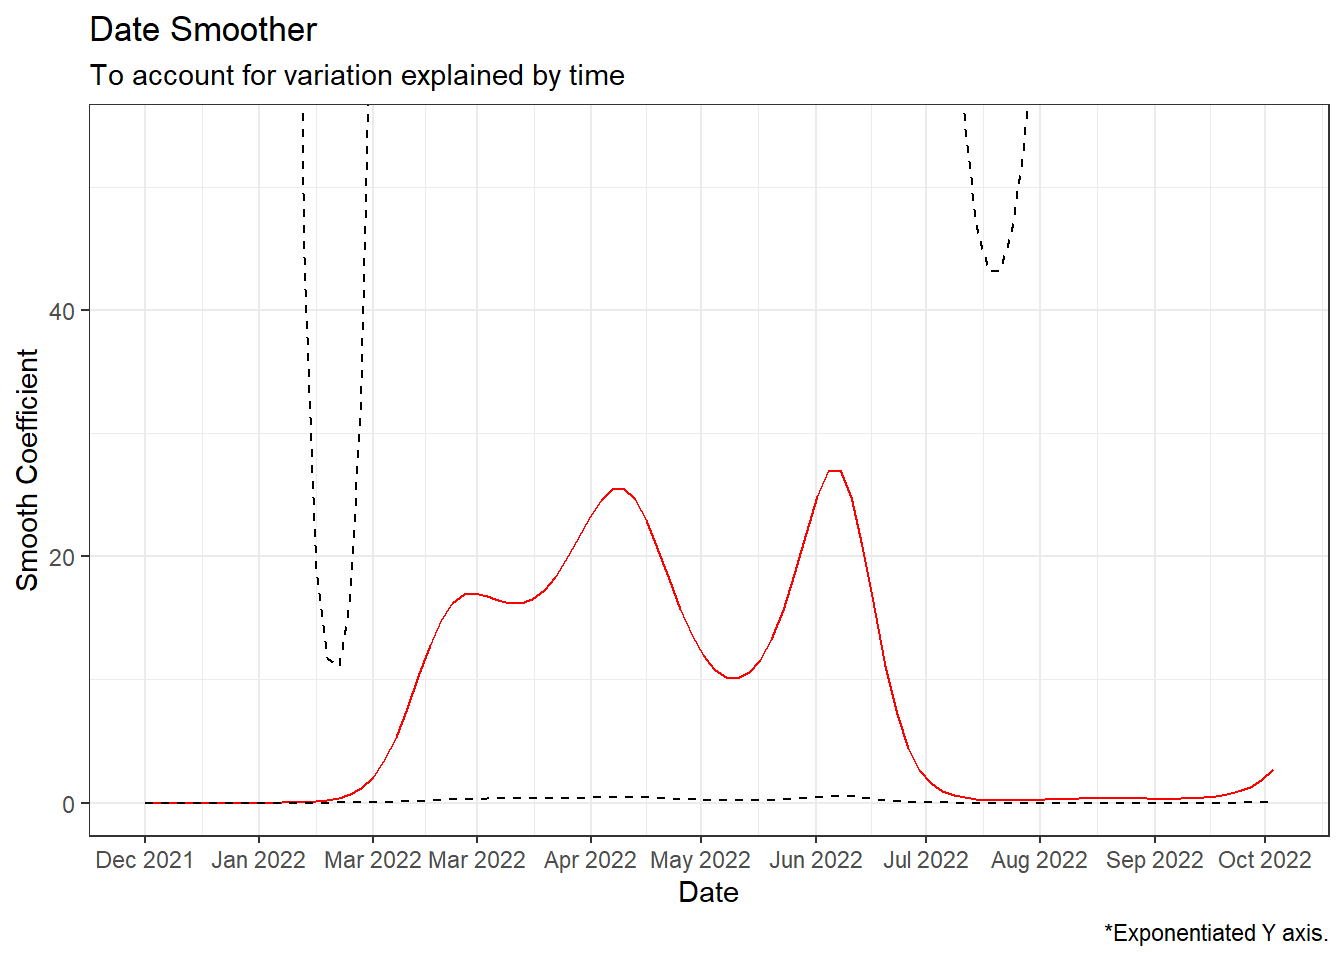 Date Smoother
To account for variation explained by time
Smooth Coefficient
40
20
0
Dec 2021 Jan 2022 Mar 2022 Mar 2022 Apr 2022 May 2022 Jun 2022 Jul 2022 Aug 2022 Sep 2022 Oct 2022
Date
*Exponentiated Y axis.